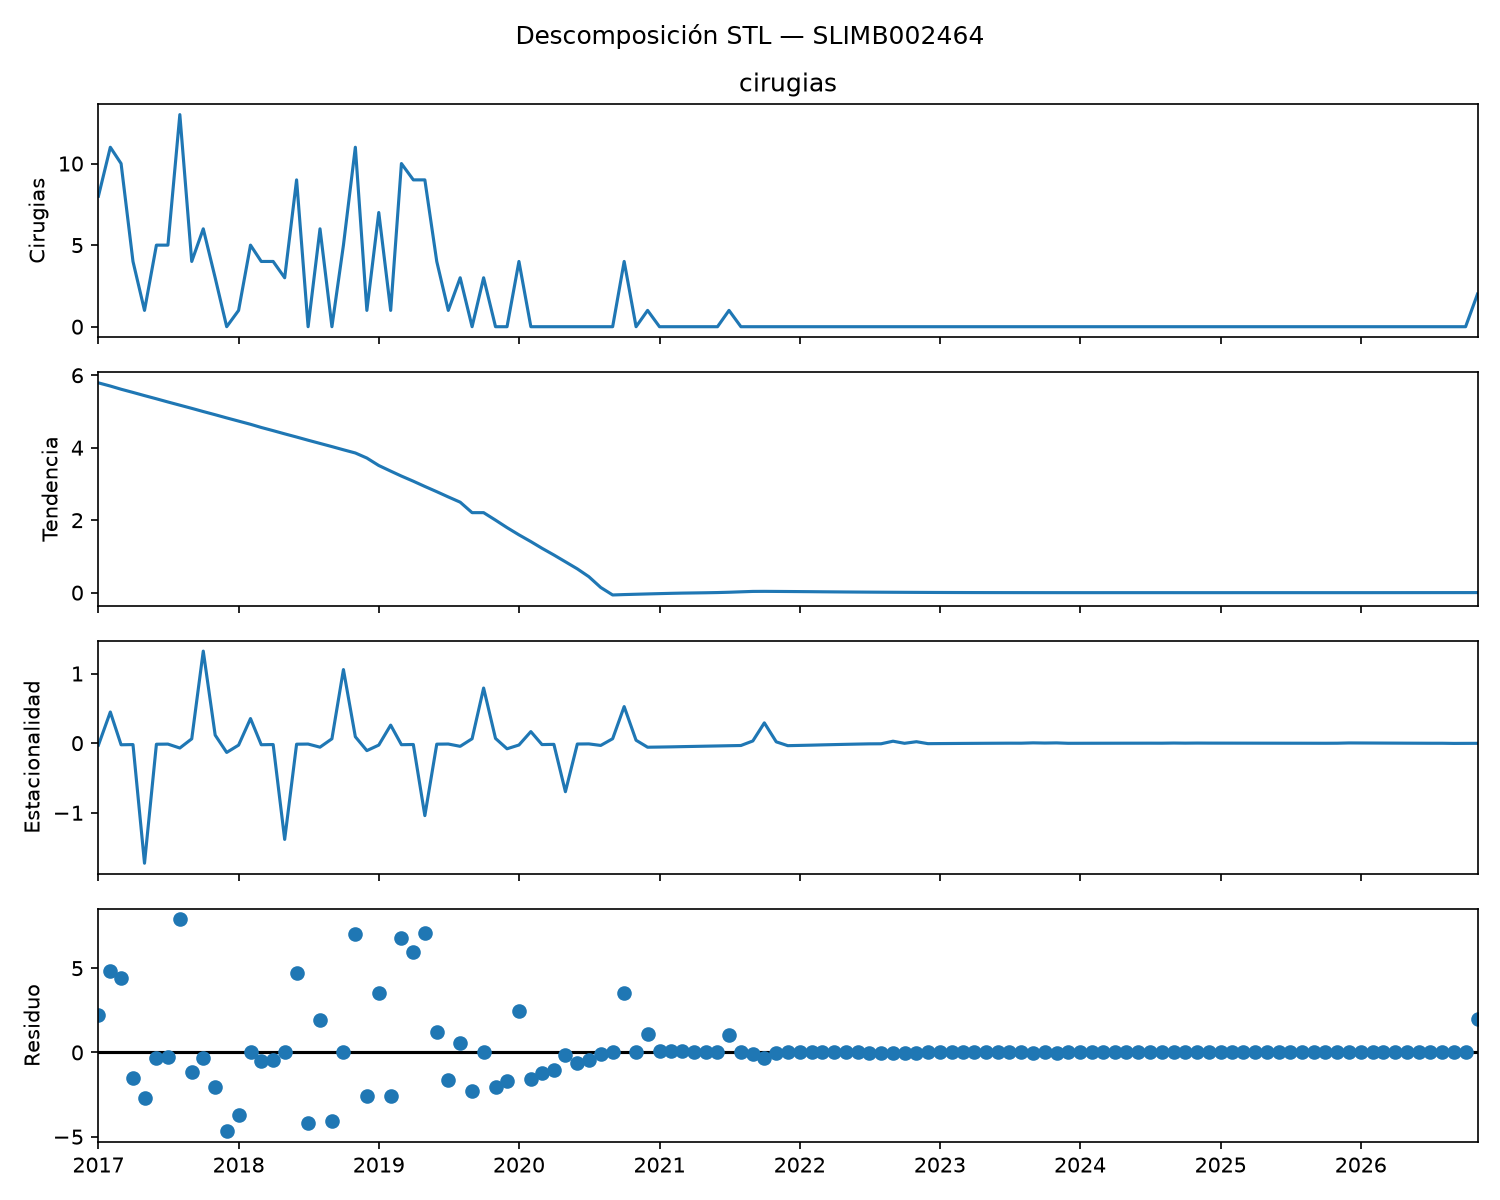 Descomposición STL — SLIMB002464
cirugias
Cirugias
10
5
0
Tendencia
6
4
2
0
Estacionalidad
1
0
−1
Residuo
5
0
−5
2017 2018 2019 2020 2021 2022 2023 2024 2025 2026